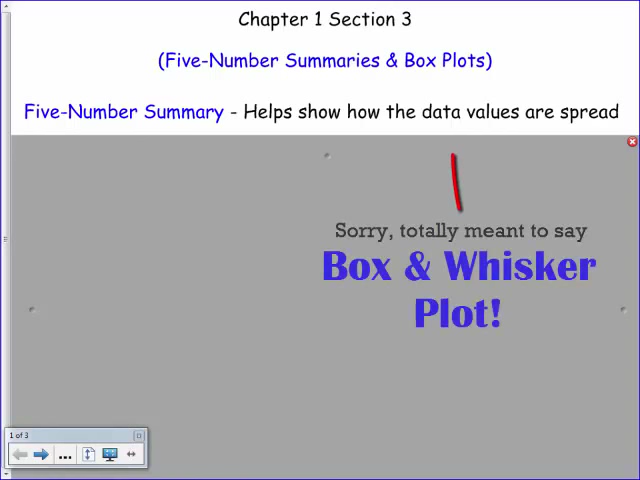 Chapter 1 Section 3
(Five-Number Summaries & Box Plots)
Five-Number Summary - Helps show how the data values are spread
Sorry, totally meant to say
Box & Whisker
Plot!
1 of 3